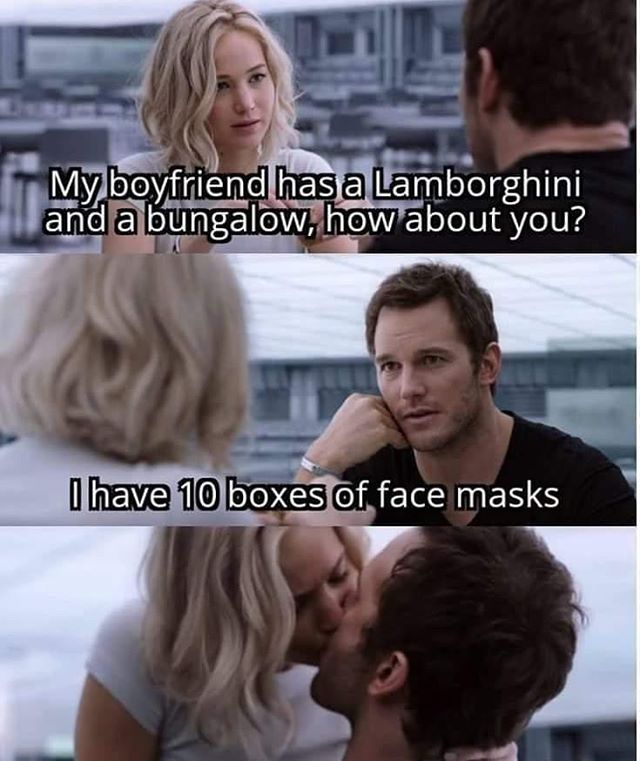 My boyfriend has a Lamborghini
and a bungalow, how about you?
I have 10 boxes of face masks